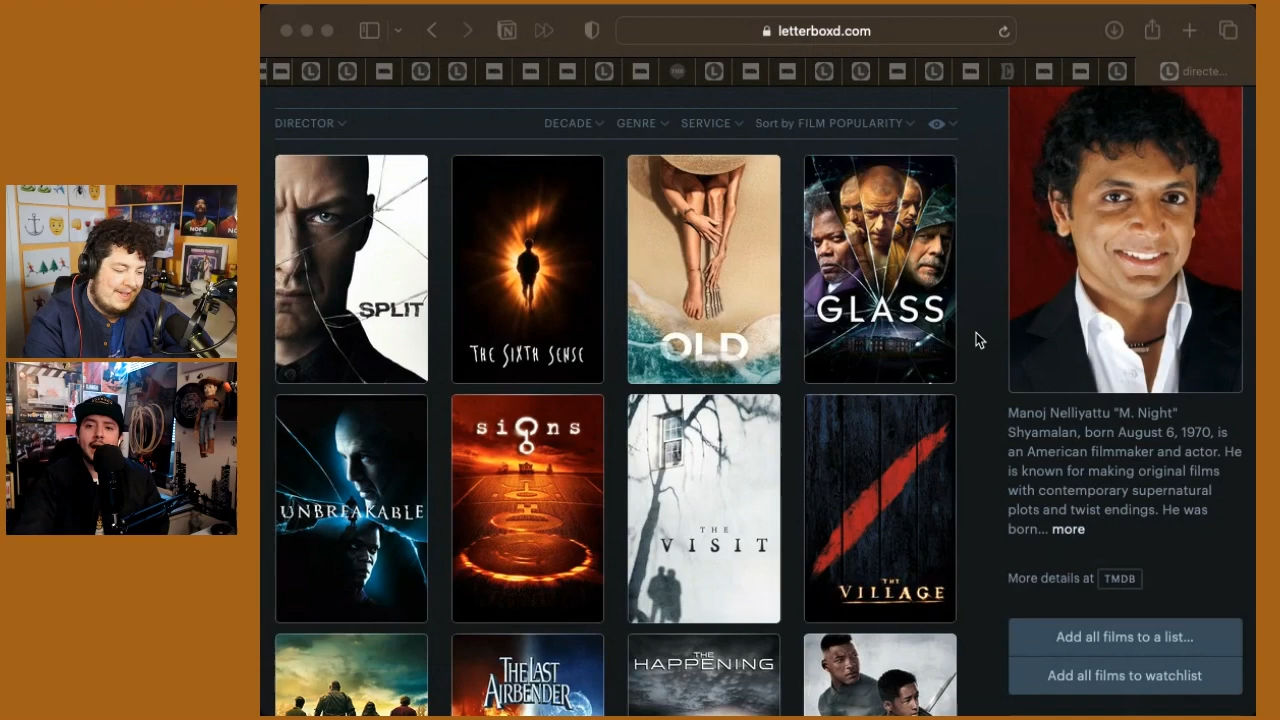 letterboxd.com
directe...
DIRECTOR
DECADE GENRE SERVICE Sort by FILM POPULARITY
SPLIT
THE SIXTH SENSE
OLD
GLASS
UNBREAKABLE
signs
THE VISIT
THE VILLAGE
THE LAST AIRBENDER
THE HAPPENING
Manoj Nelliyattu "M. Night"
Shyamalan, born August 6, 1970, is
an American filmmaker and actor. He
is known for making original films
with contemporary supernatural
plots and twist endings. He was
born... more
More details at TMDB
Add all films to a list...
Add all films to watchlist
NOPE